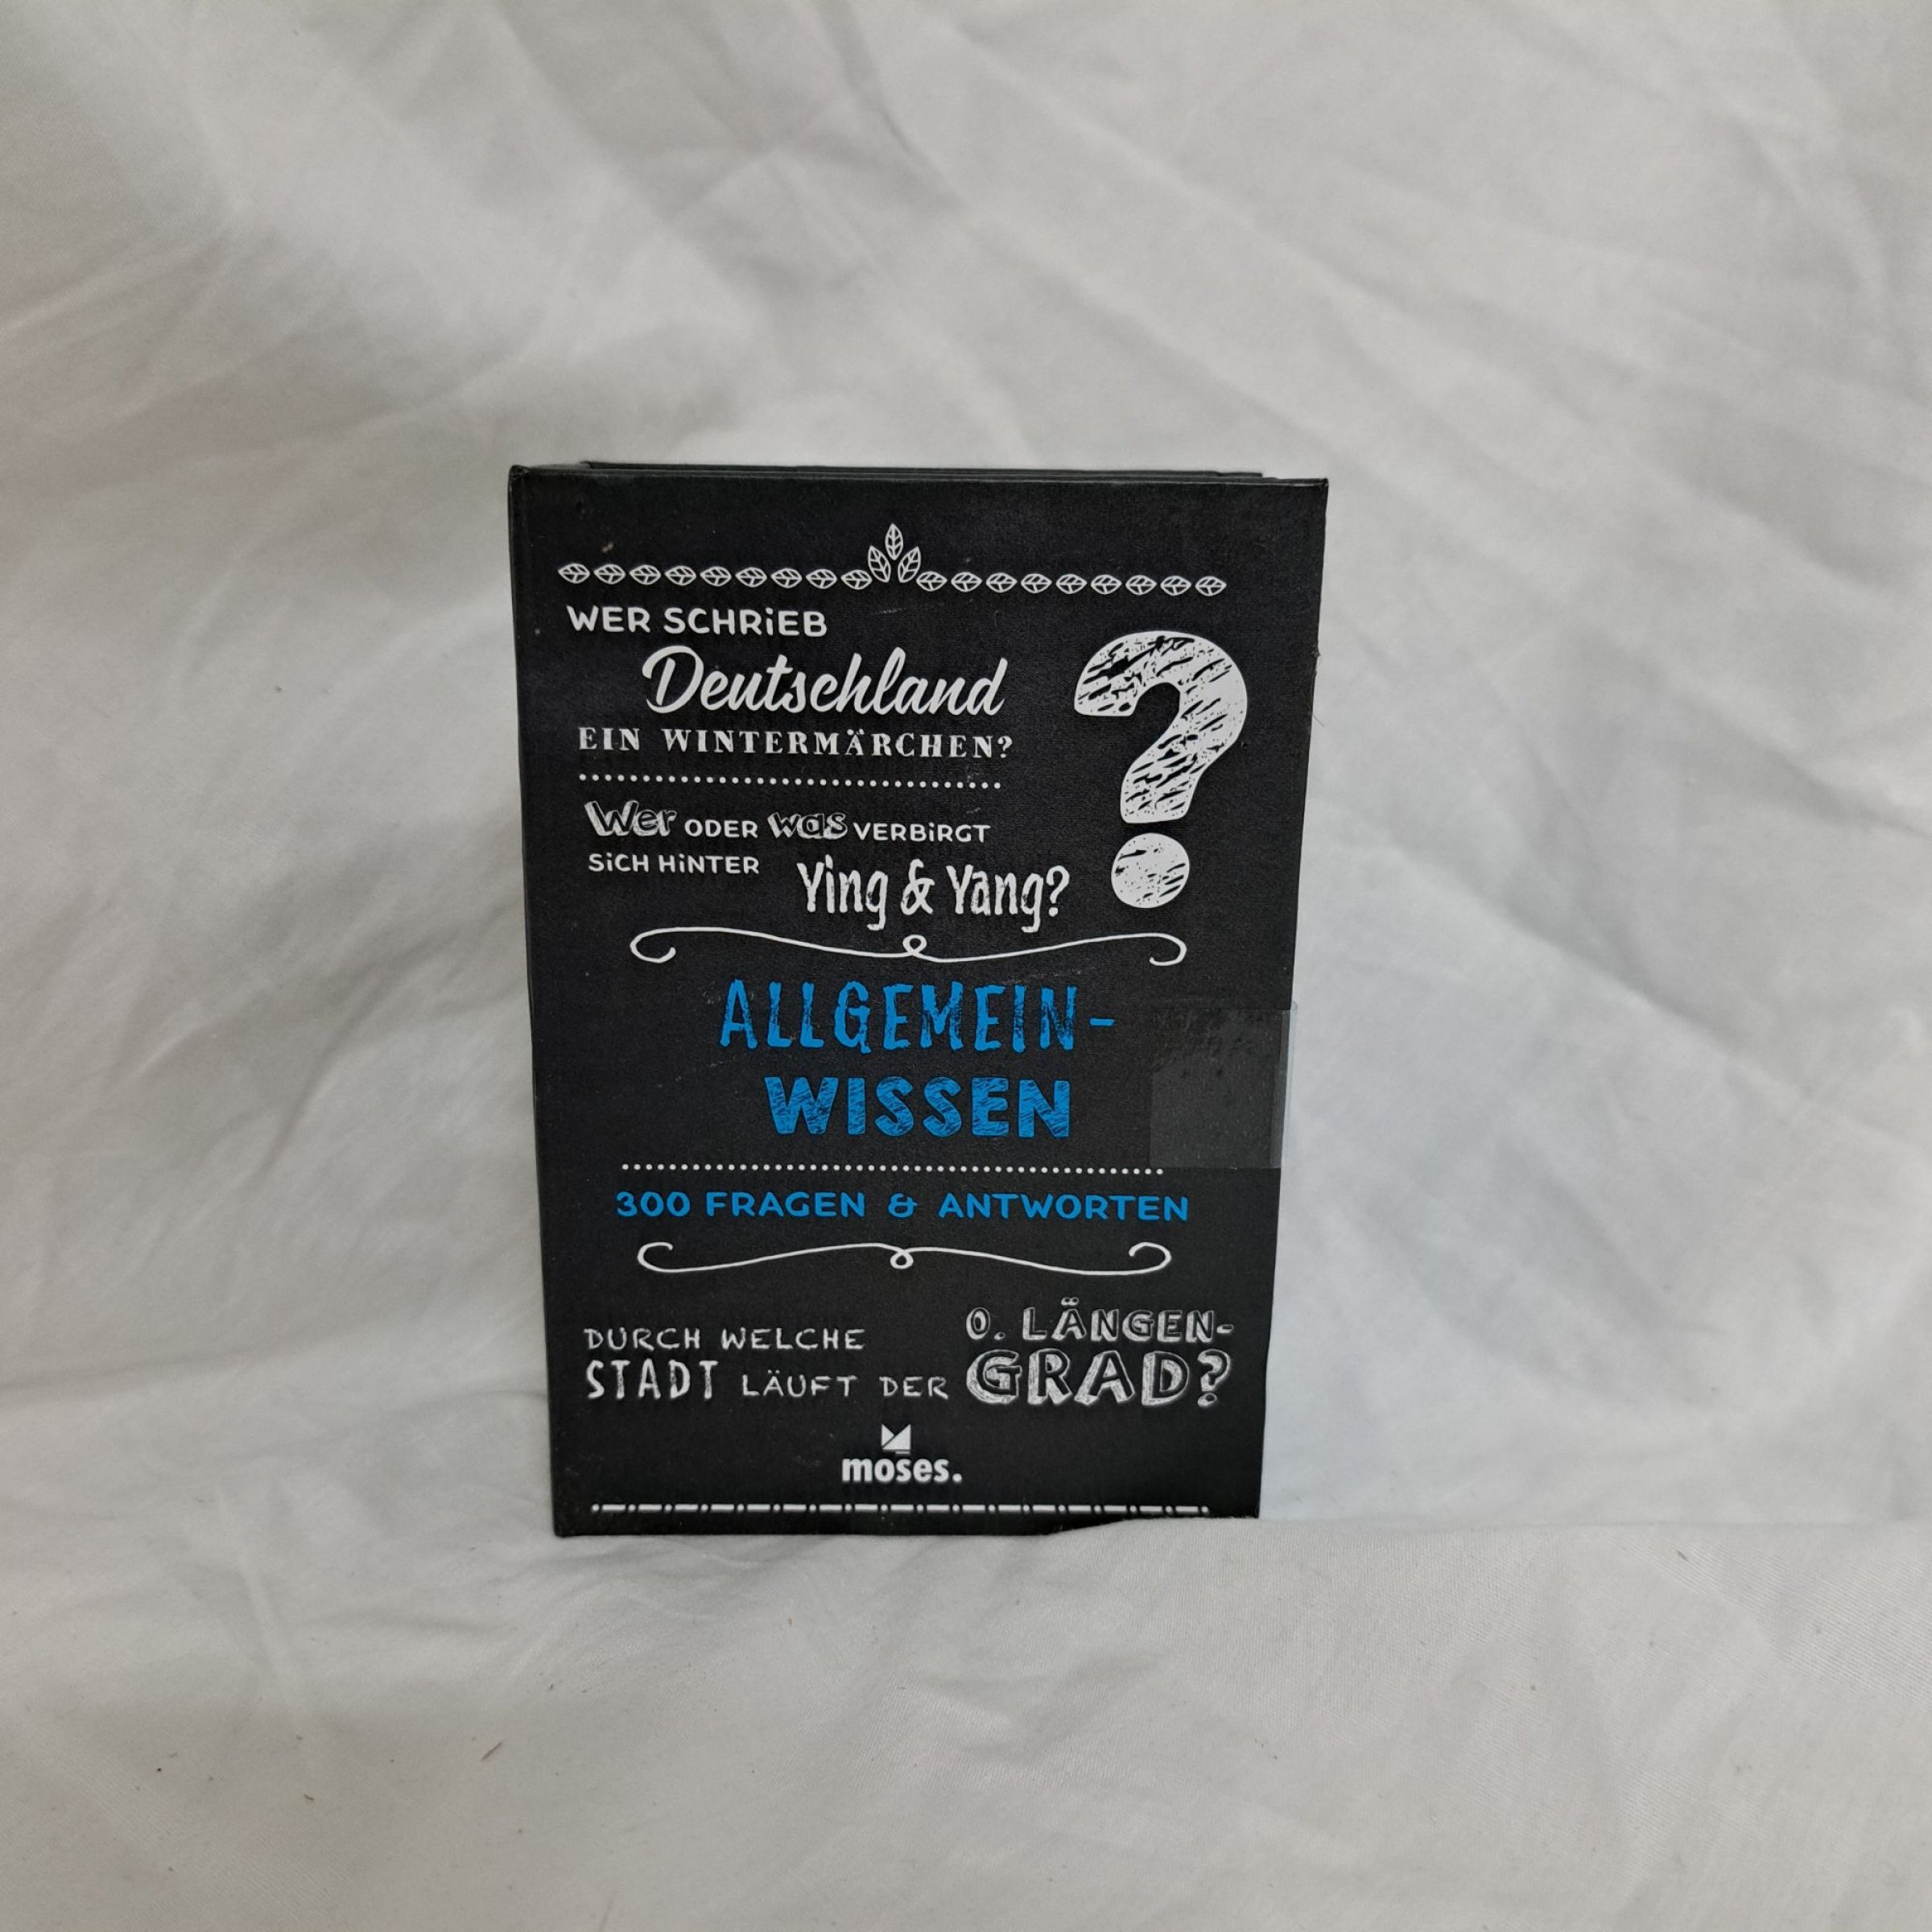 WER SCHRiEB
Deutschland
EIN WINTERMÄRCHEN?
?
Wer ODER was VERBiRGT
SiCH HiNTER Ying & Yang?
ALLGEMEIN-
WISSEN
300 FRAGEN & ANTWORTEN
DURCH WELCHE
STADT LÄUFT DER
0. LÄNGEN-
GRAD?
moses.